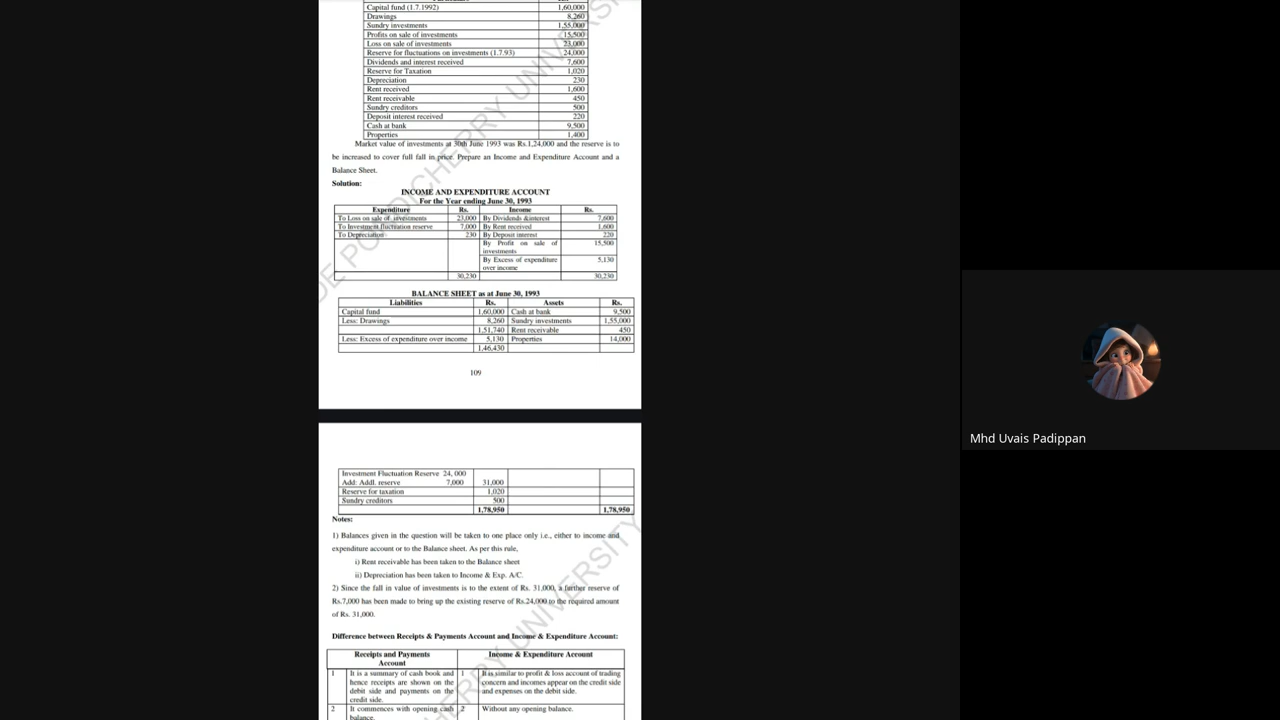 Capital fund (1.7.1992) 1,60,000
Drawings 8,260
Sundry investments 1,55,000
Profits on sale of investments 15,500
Loss on sale of investments 23,000
Reserve for fluctuations on investments (1.7.93) 24,000
Dividends and interest received 7,600
Reserve for Taxation 1,020
Depreciation 230
Rent received 1,600
Rent receivable 450
Sundry creditors 500
Deposit interest received 220
Cash at bank 9,500
Properties 1,400
Market value of investments at 30th June 1993 was Rs.1,24,000 and the reserve is to
be increased to cover full fall in price. Prepare an Income and Expenditure Account and a
Balance Sheet.
Solution:
INCOME AND EXPENDITURE ACCOUNT
For the Year ending June 30, 1993
Expenditure Rs. Income Rs.
To Loss on sale of investments 23,000 By Dividends &interest 7,600
To Investment fluctuation reserve 7,000 By Rent received 1,600
To Depreciation 230 By Deposit interest 220
By Profit on sale of 15,500
investments
By Excess of expenditure 5,130
over income
30,230 30,230
BALANCE SHEET as at June 30, 1993
Liabilities Rs. Assets Rs.
Capital fund 1,60,000 Cash at bank 9,500
Less: Drawings 8,260 Sundry investments 1,55,000
1,51,740 Rent receivable 450
Less: Excess of expenditure over income 5,130 Properties 14,000
1,46,430
109
Mhd Uvais Padippan
Investment Fluctuation Reserve 24, 000
Add: Addl. reserve 7,000 31,000
Reserve for taxation 1,020
Sundry creditors 500
1,78,950 1,78,950
Notes:
1) Balances given in the question will be taken to one place only i.e., either to income and
expenditure account or to the Balance sheet. As per this rule,
i) Rent receivable has been taken to the Balance sheet
ii) Depreciation has been taken to Income & Exp. A/C.
2) Since the fall in value of investments is to the extent of Rs. 31,000, a further reserve of
Rs.7,000 has been made to bring up the existing reserve of Rs.24,000 to the required amount
of Rs. 31,000.
Difference between Receipts & Payments Account and Income & Expenditure Account:
Receipts and Payments Income & Expenditure Account
Account
1 It is a summary of cash book and 1 It is similar to profit & loss account of trading
hence receipts are shown on the concern and incomes appear on the credit side
debit side and payments on the and expenses on the debit side.
credit side.
2 It commences with opening cash 2 Without any opening balance.
balance.